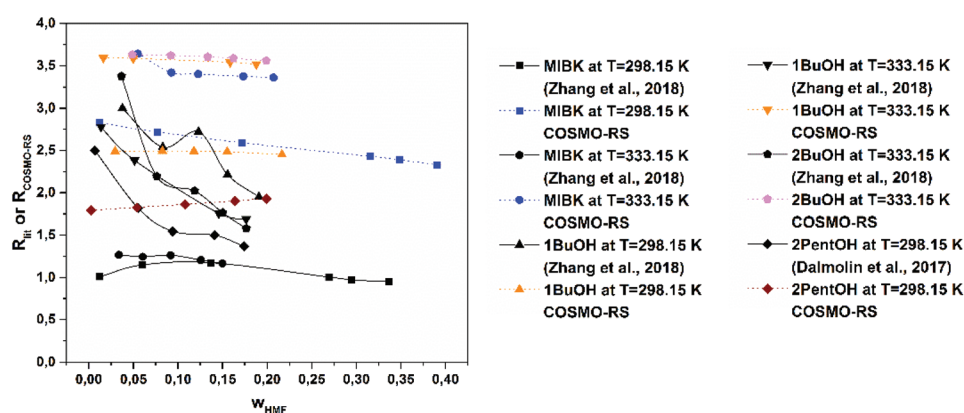 4,0
3,5
3,0
2,5
2,0
1,5
1,0
0,5
0,0
R_lit or R_COSMO-RS
0,00 0,05 0,10 0,15 0,20 0,25 0,30 0,35 0,40
w_HMF
MIBK at T=298.15 K
(Zhang et al., 2018)
MIBK at T=298.15 K
COSMO-RS
MIBK at T=333.15 K
(Zhang et al., 2018)
MIBK at T=333.15 K
COSMO-RS
1BuOH at T=298.15 K
(Zhang et al., 2018)
1BuOH at T=298.15 K
COSMO-RS
1BuOH at T=333.15 K
(Zhang et al., 2018)
1BuOH at T=333.15 K
COSMO-RS
2BuOH at T=333.15 K
(Zhang et al., 2018)
2BuOH at T=333.15 K
COSMO-RS
2PentOH at T=298.15 K
(Dalmolin et al., 2017)
2PentOH at T=298.15 K
COSMO-RS